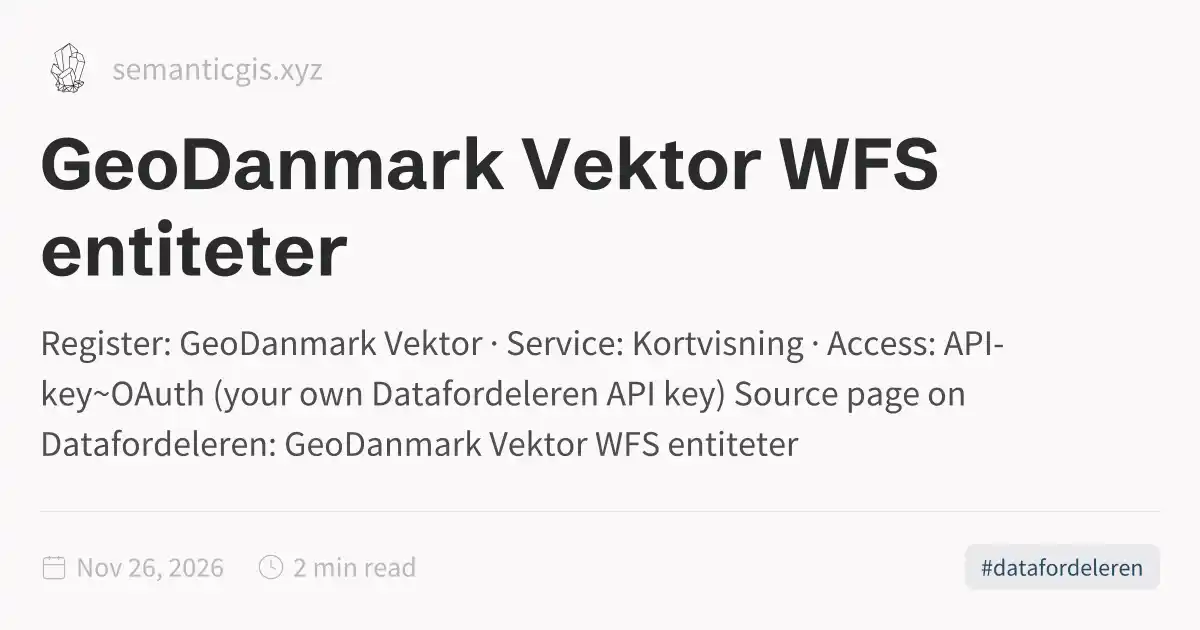 semanticgis.xyz
GeoDanmark Vektor WFS
entiteter
Register: GeoDanmark Vektor · Service: Kortvisning · Access: API-
key~OAuth (your own Datafordeleren API key) Source page on
Datafordeleren: GeoDanmark Vektor WFS entiteter
Nov 26, 2026 2 min read #datafordeleren